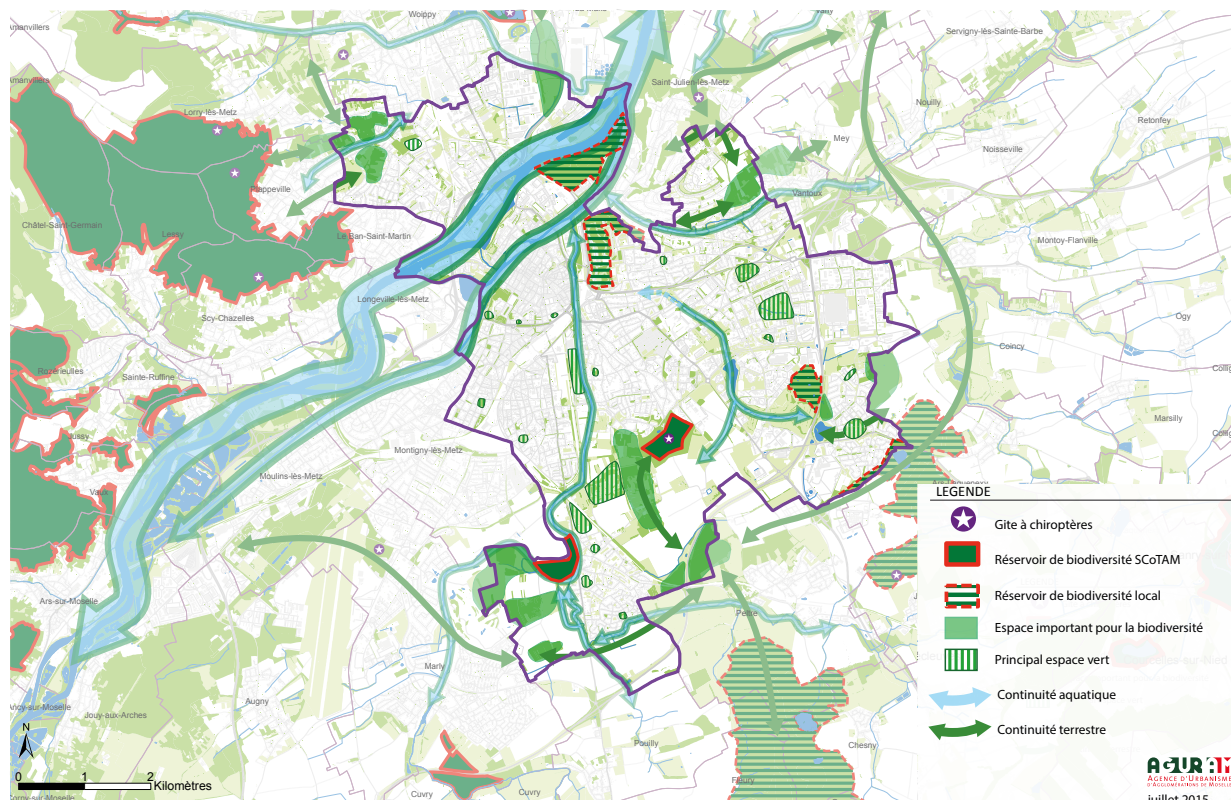 Woippy
Vany
Amanvillers
Servigny-lès-Sainte-Barbe
Saint-Julien-lès-Metz
Lorry-lès-Metz
Nouilly
Retonfey
Mey
Noisseville
Plappeville
Vantoux
Châtel-Saint-Germain
Lessy
Le Ban-Saint-Martin
Montoy-Flanville
Longeville-lès-Metz
Scy-Chazelles
Ogy
Coincy
Rozérieulles
Sainte-Ruffine
Marsilly
Jussy
Montigny-lès-Metz
Moulins-lès-Metz
Vaux
Ars-Laquenexy
LEGENDE
Gite à chiroptères
Réservoir de biodiversité SCoTAM
Réservoir de biodiversité local
Espace important pour la biodiversité
Principal espace vert
Continuité aquatique
Continuité terrestre
Ars-sur-Moselle
Peltre
Marly
Augny
Jouy-aux-Arches
Pouilly
Chesny
Fleury
Cuvry
Cuvry
N
0 1 2
Kilomètres
AGURAM
AGENCE D'URBANISME
D'AGGLOMÉRATIONS DE MOSELLE
juillet 2015